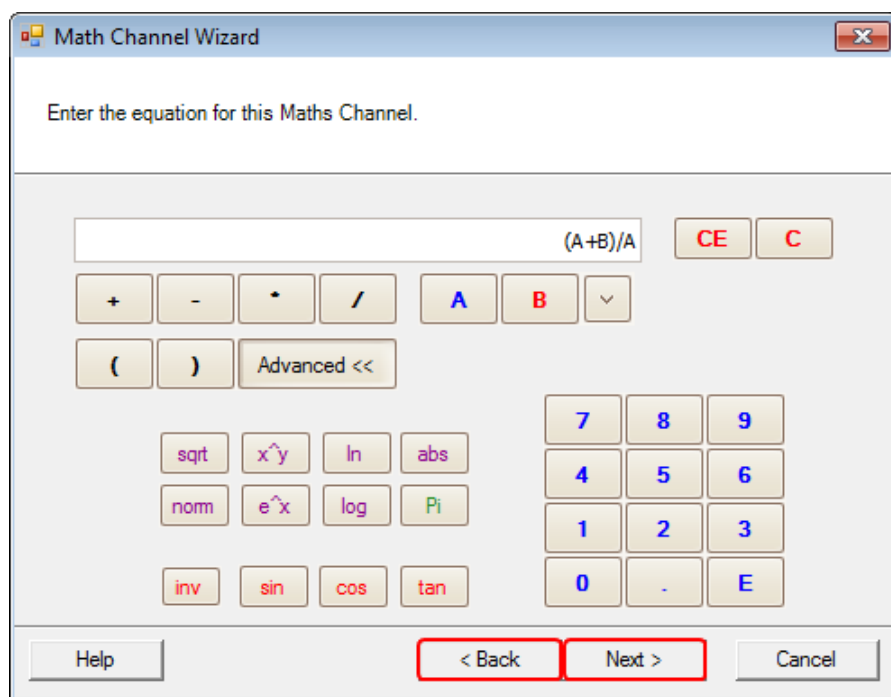 Math Channel Wizard
Enter the equation for this Maths Channel.
(A+B)/A CE C
+ - * / A B
( ) Advanced <<
7 8 9
sqrt x^y ln abs
4 5 6
norm e^x log Pi
1 2 3
inv sin cos tan
0 . E
Help < Back Next > Cancel